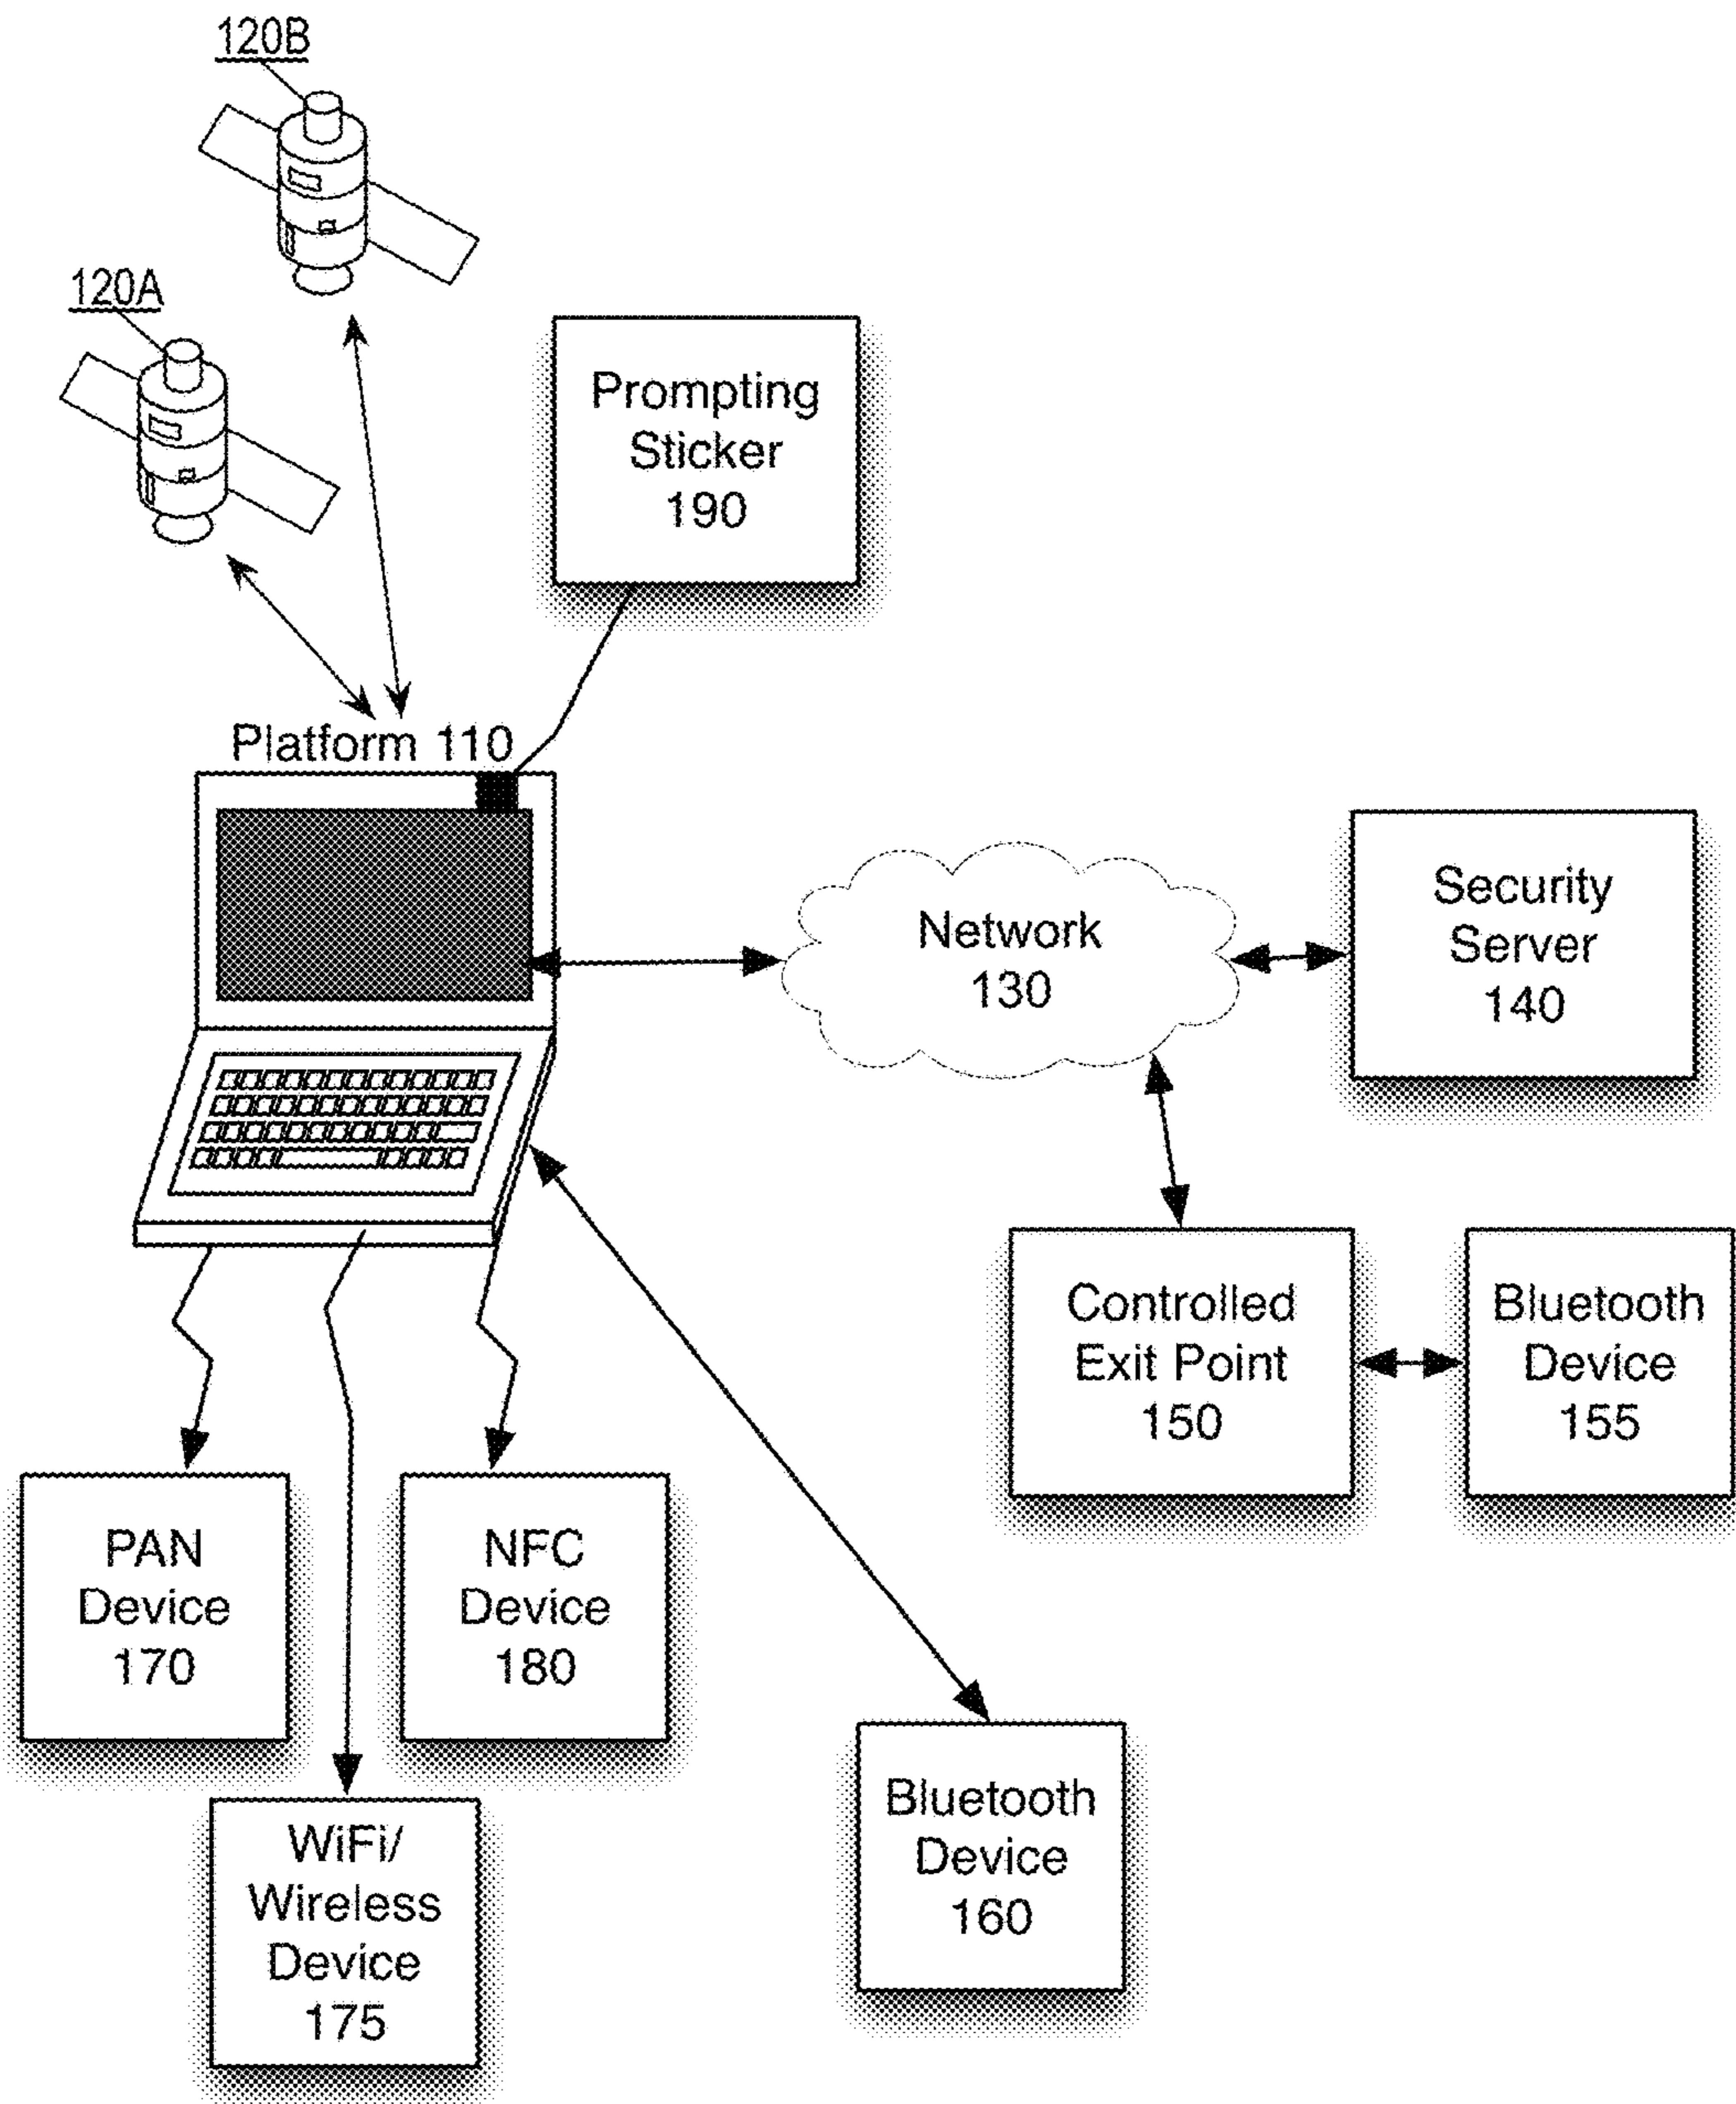 120B
120A
Prompting
Sticker
190
Platform 110
Network
130
Security
Server
140
Controlled
Exit Point
150
Bluetooth
Device
155
PAN
Device
170
NFC
Device
180
WiFi/
Wireless
Device
175
Bluetooth
Device
160